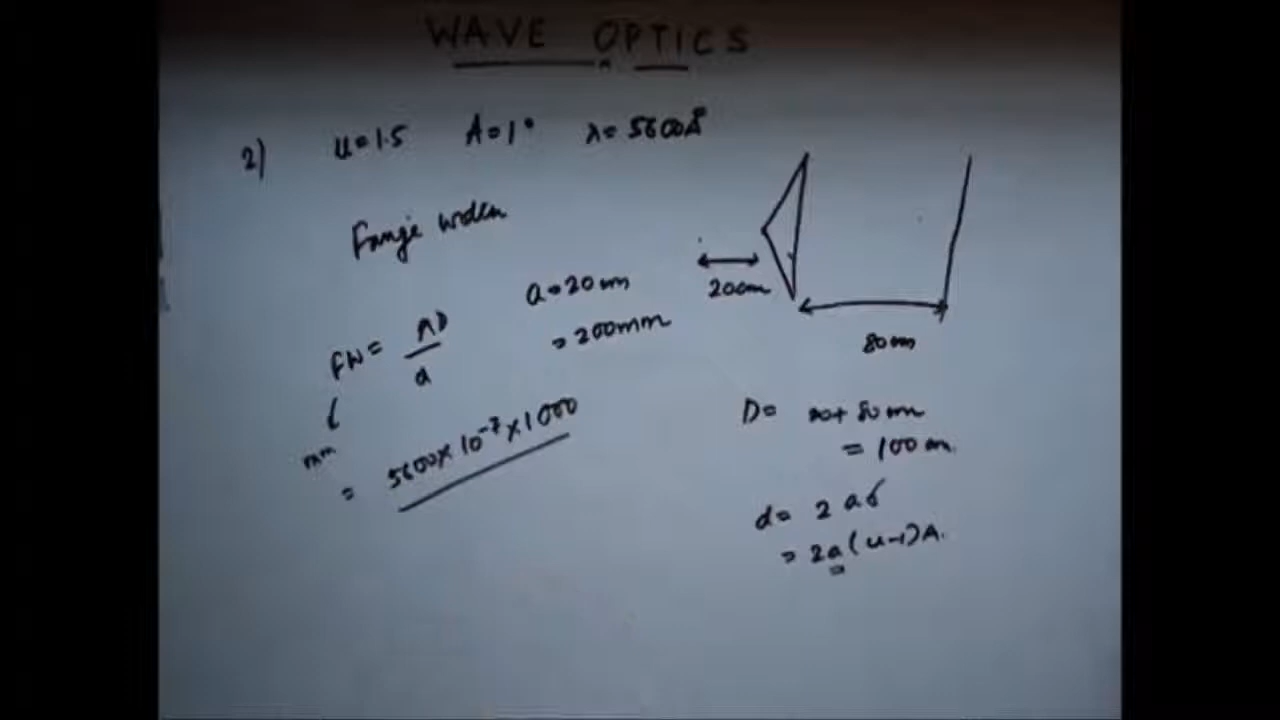 WAVE OPTICS
2) u=1.5 A=1° λ=5600Å
Fringe width
20cm
80cm
a=20cm
=200mm
FW= λD
d
mm
= 5600×10⁻⁷×1000
D= 20+80cm
=100cm.
d= 2aδ
=2a(u-1)A.